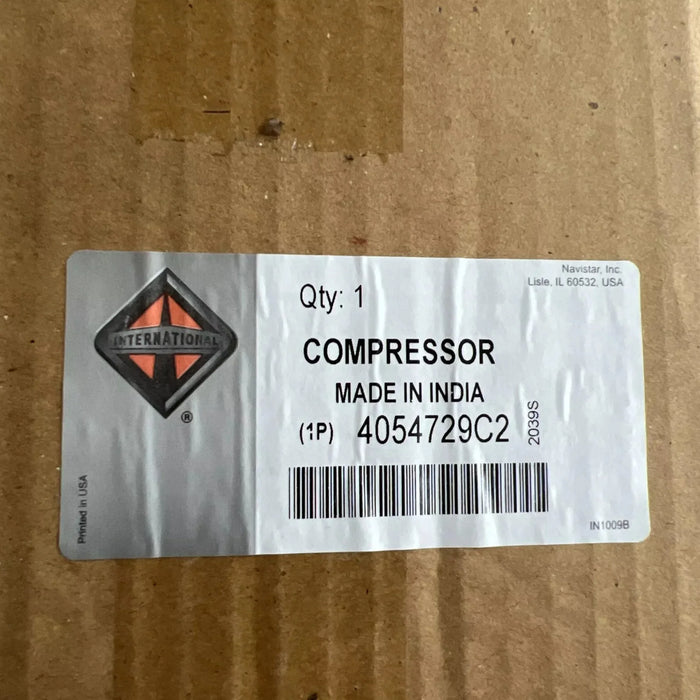 Navistar, Inc.
Lisle, IL 60532, USA
INTERNATIONAL
®
Qty: 1
COMPRESSOR
MADE IN INDIA
(1P) 4054729C2
2039S
Printed in USA
IN1009B